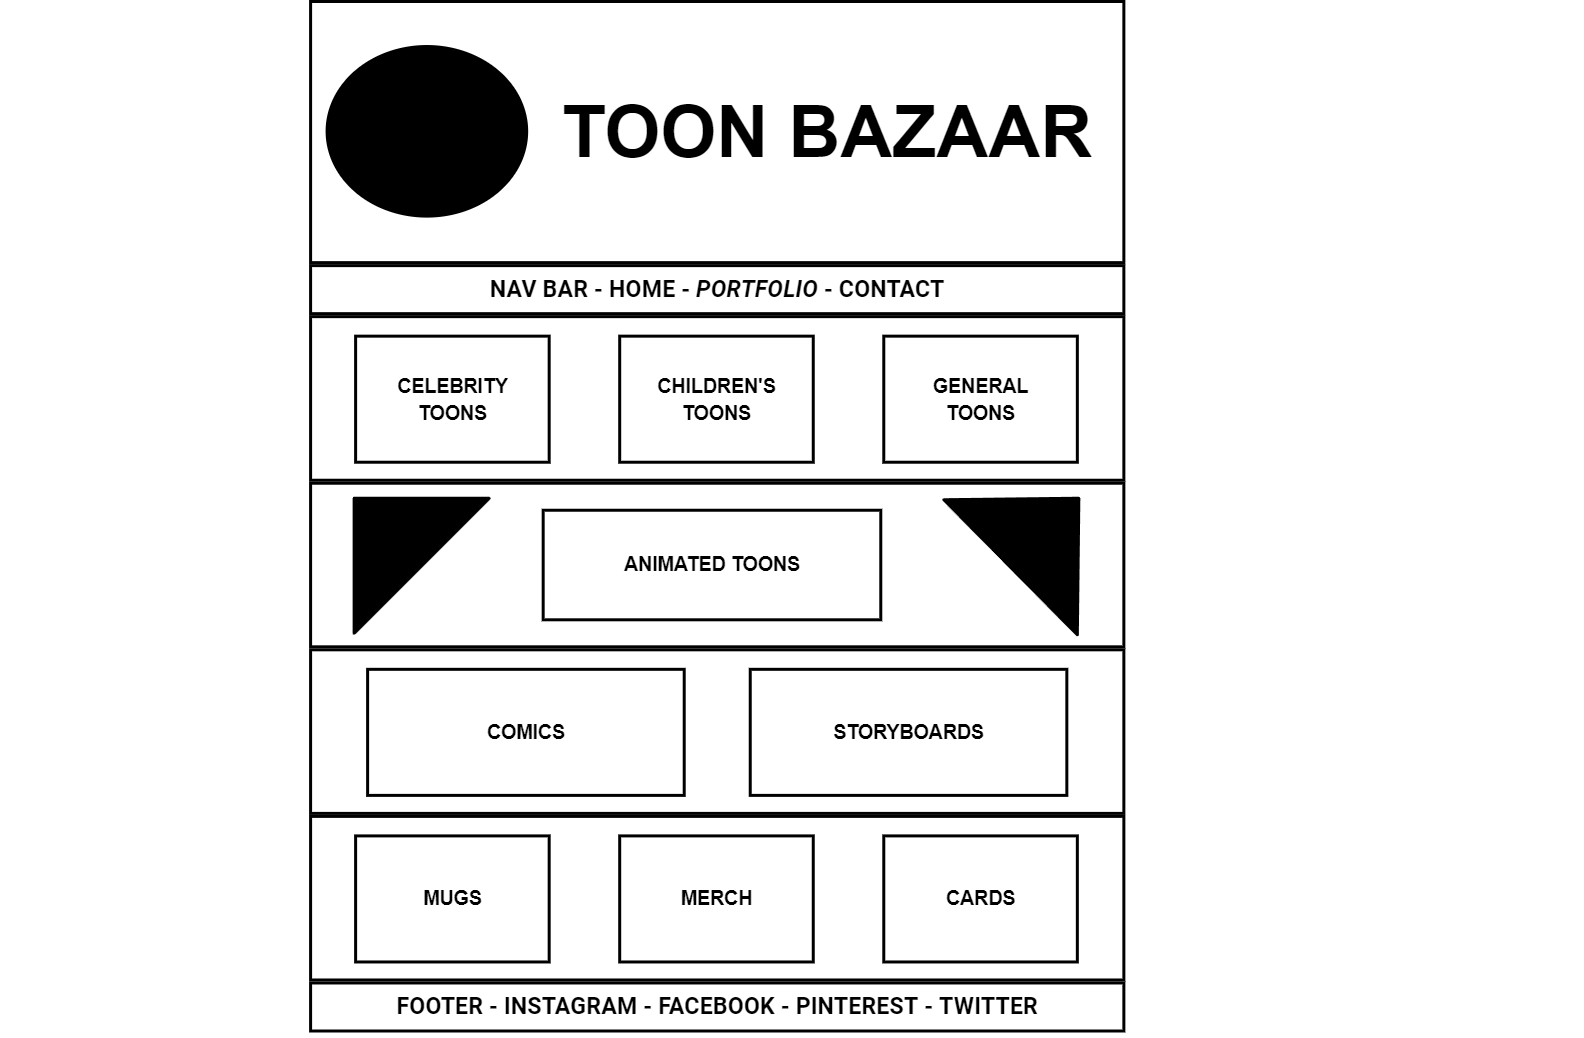 TOON BAZAAR
NAV BAR - HOME - PORTFOLIO - CONTACT
CELEBRITY
TOONS
CHILDREN'S
TOONS
GENERAL
TOONS
ANIMATED TOONS
COMICS
STORYBOARDS
MUGS
MERCH
CARDS
FOOTER - INSTAGRAM - FACEBOOK - PINTEREST - TWITTER